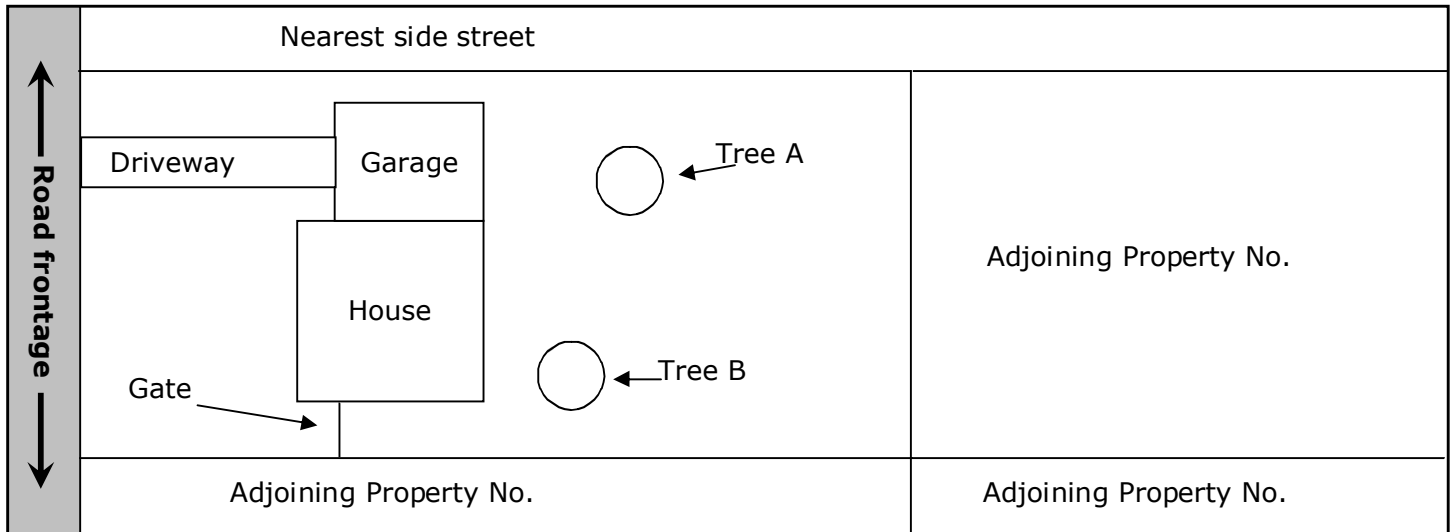 Nearest side street
Road frontage
Driveway
Garage
Tree A
Adjoining Property No.
House
Tree B
Gate
Adjoining Property No.
Adjoining Property No.